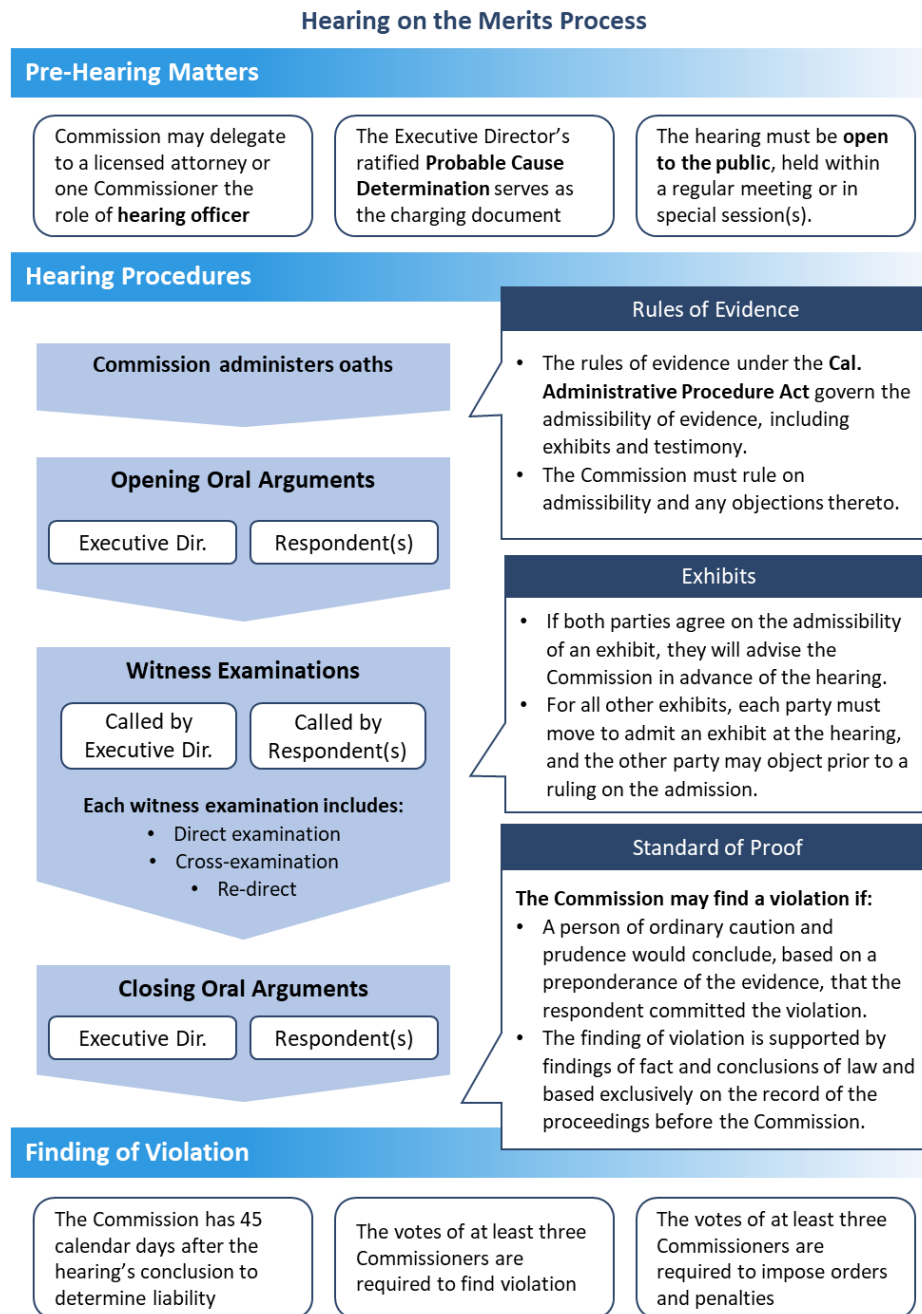 Hearing on the Merits Process
Pre-Hearing Matters
Commission may delegate
to a licensed attorney or
one Commissioner the
role of hearing officer
The Executive Director's
ratified Probable Cause
Determination serves as
the charging document
The hearing must be open
to the public, held within
a regular meeting or in
special session(s).
Hearing Procedures
Commission administers oaths
Opening Oral Arguments
Executive Dir.
Respondent(s)
Witness Examinations
Called by
Executive Dir.
Called by
Respondent(s)
Each witness examination includes:
• Direct examination
• Cross-examination
• Re-direct
Closing Oral Arguments
Executive Dir.
Respondent(s)
Rules of Evidence
• The rules of evidence under the Cal.
Administrative Procedure Act govern the
admissibility of evidence, including
exhibits and testimony.
• The Commission must rule on
admissibility and any objections thereto.
Exhibits
• If both parties agree on the admissibility
of an exhibit, they will advise the
Commission in advance of the hearing.
• For all other exhibits, each party must
move to admit an exhibit at the hearing,
and the other party may object prior to a
ruling on the admission.
Standard of Proof
The Commission may find a violation if:
• A person of ordinary caution and
prudence would conclude, based on a
preponderance of the evidence, that the
respondent committed the violation.
• The finding of violation is supported by
findings of fact and conclusions of law and
based exclusively on the record of the
proceedings before the Commission.
Finding of Violation
The Commission has 45
calendar days after the
hearing's conclusion to
determine liability
The votes of at least three
Commissioners are
required to find violation
The votes of at least three
Commissioners are
required to impose orders
and penalties